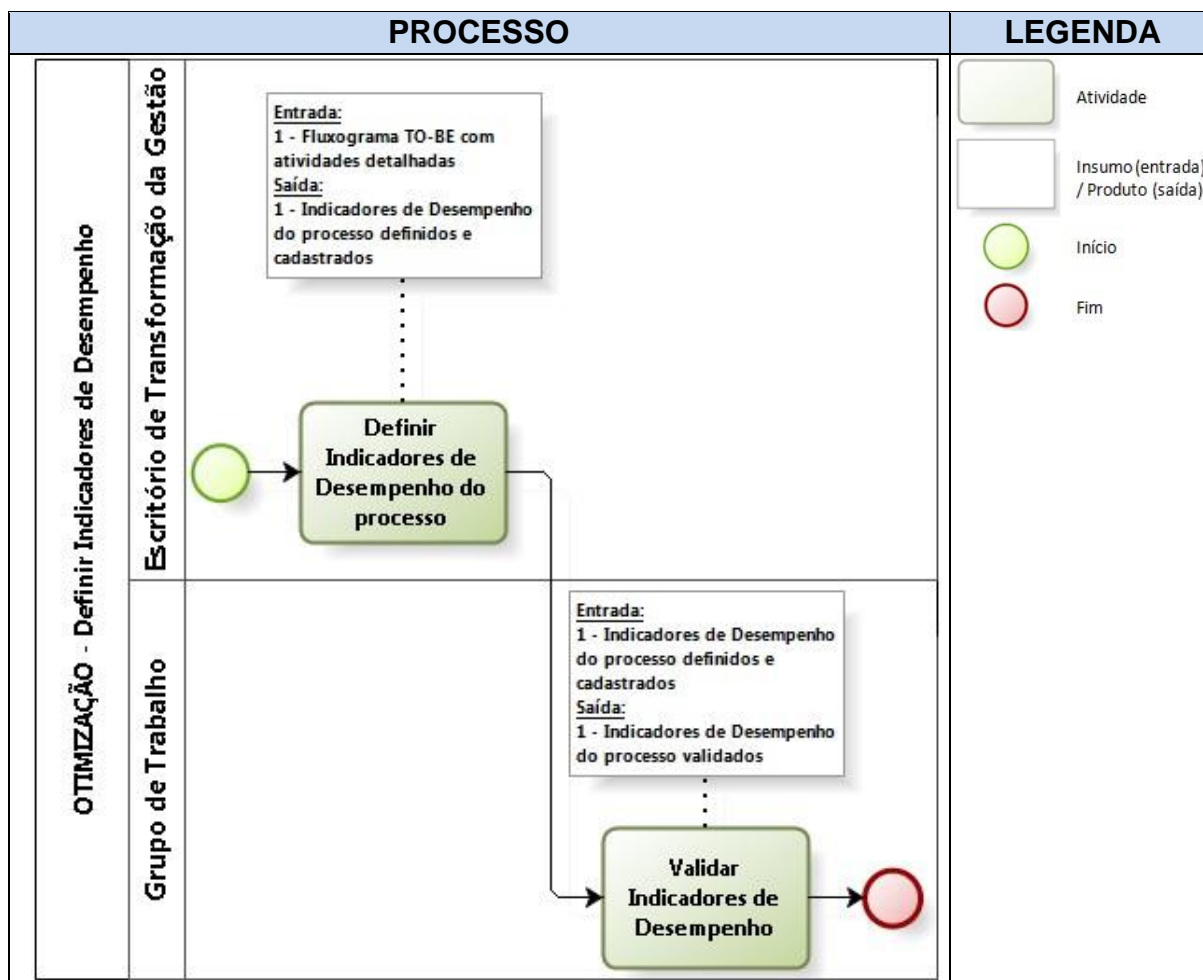 PROCESSO
LEGENDA
OTIMIZAÇÃO - Definir Indicadores de Desempenho
Escritório de Transformação da Gestão
Entrada:
1 - Fluxograma TO-BE com
atividades detalhadas
Saída:
1 - Indicadores de Desempenho
do processo definidos e
cadastrados
Definir
Indicadores de
Desempenho do
processo
Grupo de Trabalho
Entrada:
1 - Indicadores de Desempenho
do processo definidos e
cadastrados
Saída:
1 - Indicadores de Desempenho
do processo validados
Validar
Indicadores de
Desempenho
Atividade
Insumo (entrada)
/ Produto (saída)
Início
Fim